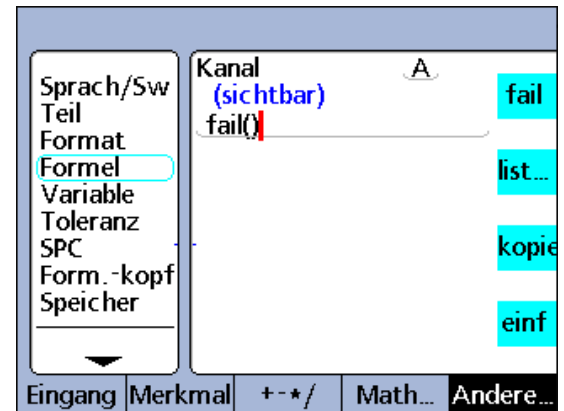 Sprach/Sw
Teil
Format
Formel
Variable
Toleranz
SPC
Form.-kopf
Speicher
Kanal A
(sichtbar)
fail()
fail
list...
kopie
einf
Eingang Merkmal +-*/ Math... Andere...